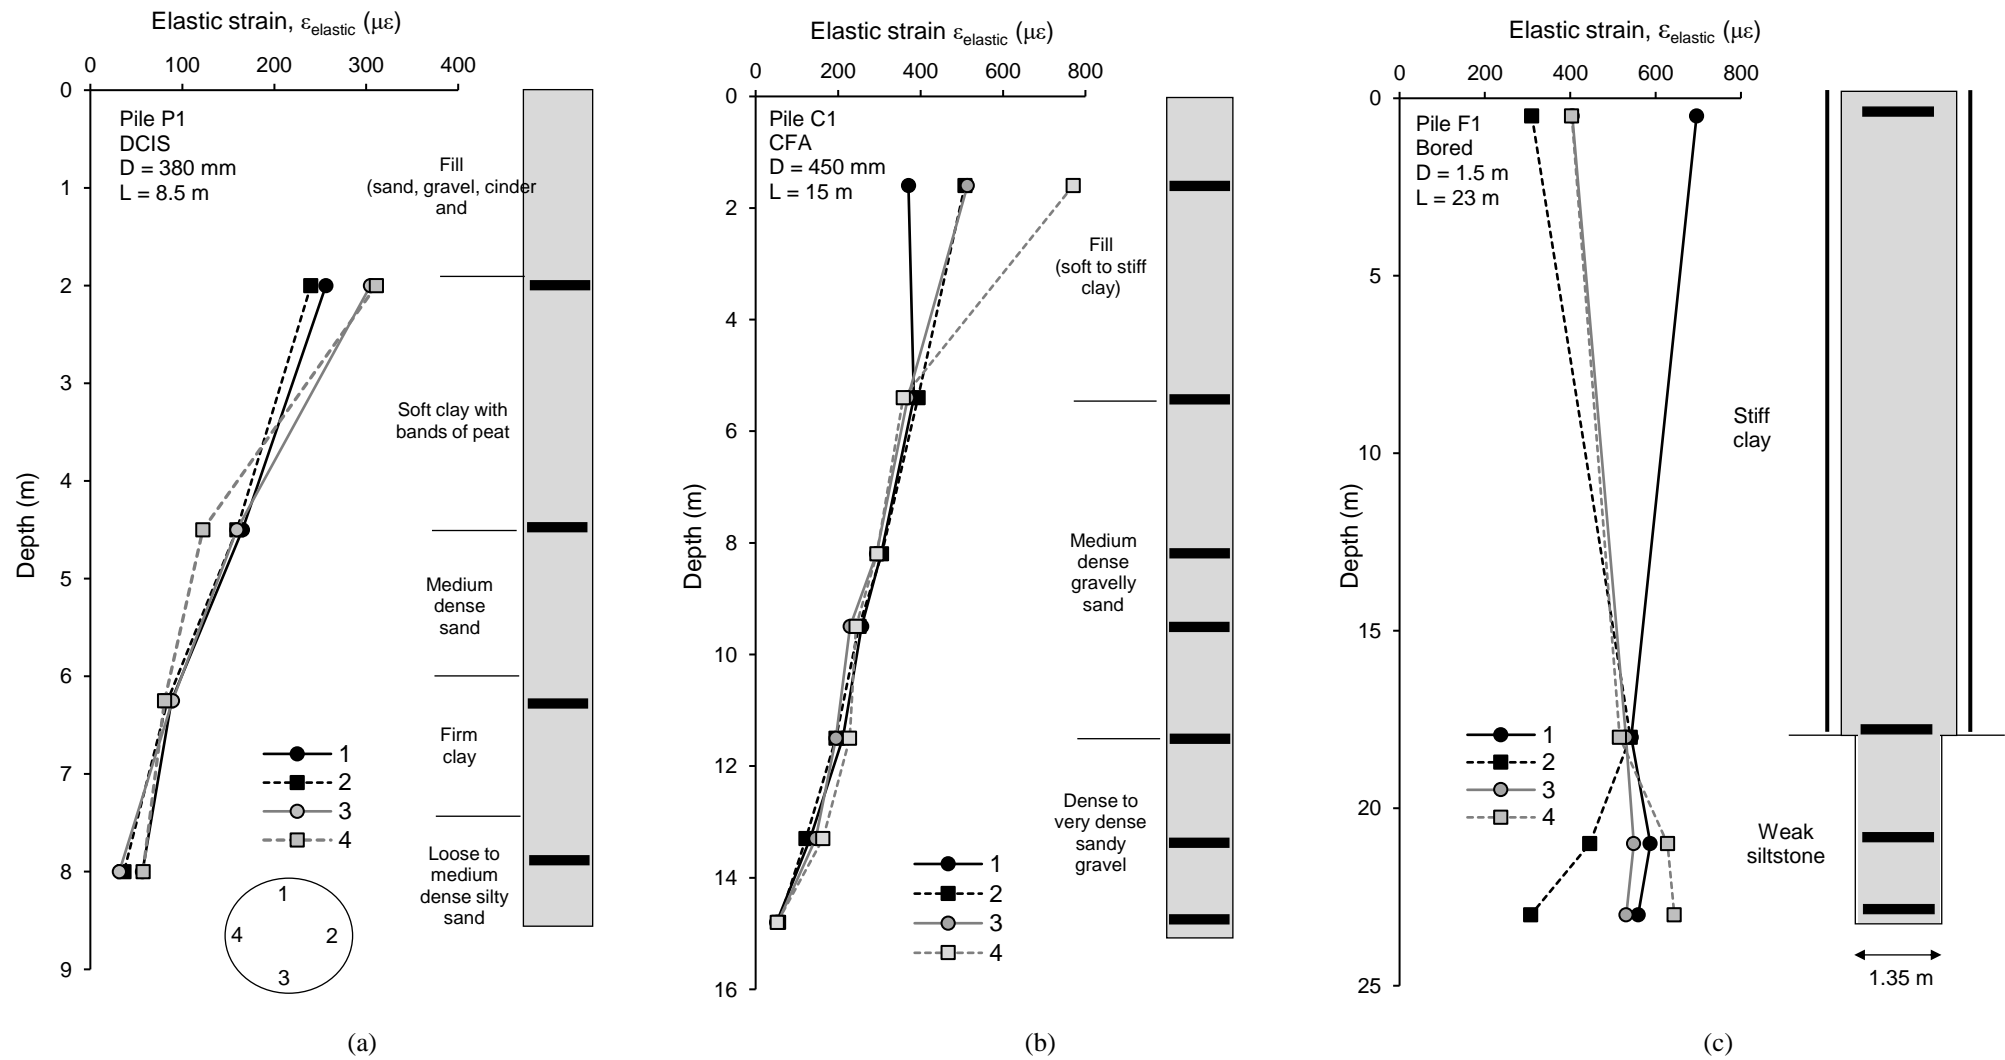 Elastic strain, εelastic (με)
0 100 200 300 400
0
1
2
3
4
5
6
7
8
9
Depth (m)
Pile P1
DCIS
D = 380 mm
L = 8.5 m
Fill
(sand, gravel, cinder
and
Soft clay with
bands of peat
Medium
dense
sand
Firm
clay
Loose to
medium
dense silty
sand
1
2
3
4
1
4 2
3
(a)
Elastic strain εelastic (με)
0 200 400 600 800
0
2
4
6
8
10
12
14
16
Depth (m)
Pile C1
CFA
D = 450 mm
L = 15 m
Fill
(soft to stiff
clay)
Medium
dense
gravelly
sand
Dense to
very dense
sandy
gravel
1
2
3
4
(b)
Elastic strain, εelastic (με)
0 200 400 600 800
0
5
10
15
20
25
Depth (m)
Pile F1
Bored
D = 1.5 m
L = 23 m
Stiff
clay
Weak
siltstone
1
2
3
4
1.35 m
(c)